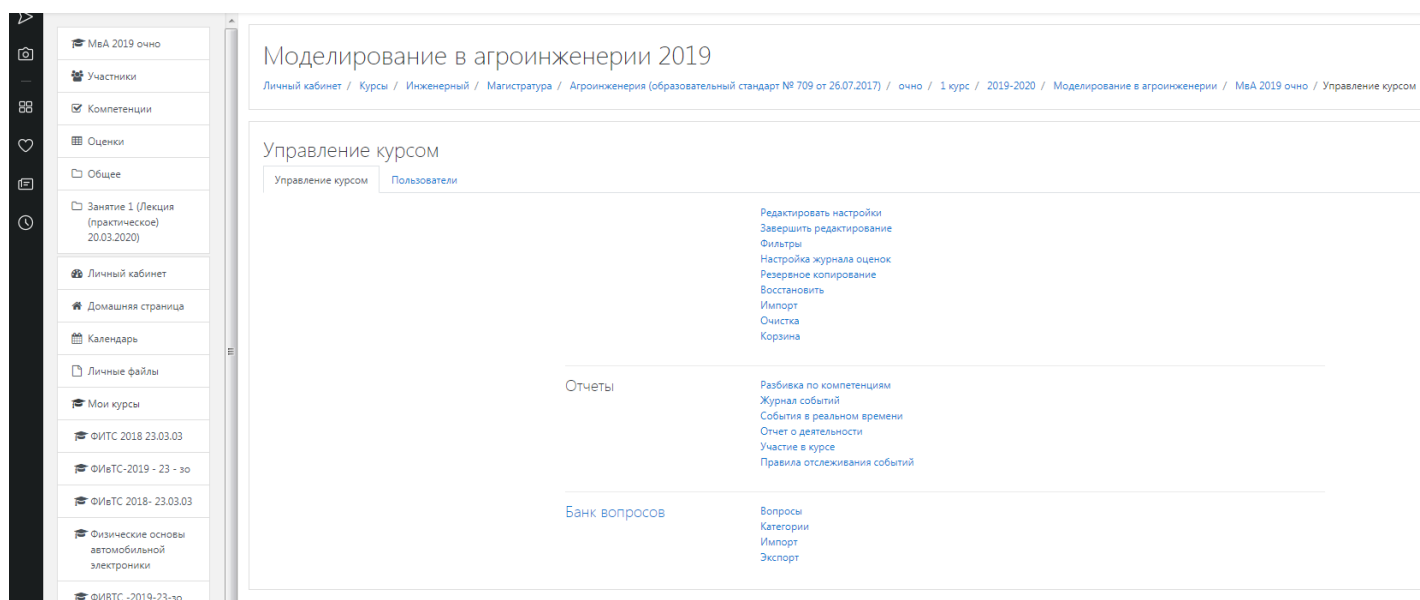 МвА 2019 очно
Участники
Компетенции
Оценки
Общее
Занятие 1 (Лекция
(практическое)
20.03.2020)
Личный кабинет
Домашняя страница
Календарь
Личные файлы
Мои курсы
ФИТС 2018 23.03.03
ФИвТС-2019 - 23 - зо
ФИвТС 2018- 23.03.03
Физические основы
автомобильной
электроники
ФИВТС -2019-23-зо
Моделирование в агроинженерии 2019
Личный кабинет / Курсы / Инженерный / Магистратура / Агроинженерия (образовательный стандарт № 709 от 26.07.2017) / очно / 1 курс / 2019-2020 / Моделирование в агроинженерии / МвА 2019 очно / Управление курсом
Управление курсом
Управление курсом Пользователи
Редактировать настройки
Завершить редактирование
Фильтры
Настройка журнала оценок
Резервное копирование
Восстановить
Импорт
Очистка
Корзина
Отчеты
Разбивка по компетенциям
Журнал событий
События в реальном времени
Отчет о деятельности
Участие в курсе
Правила отслеживания событий
Банк вопросов
Вопросы
Категории
Импорт
Экспорт